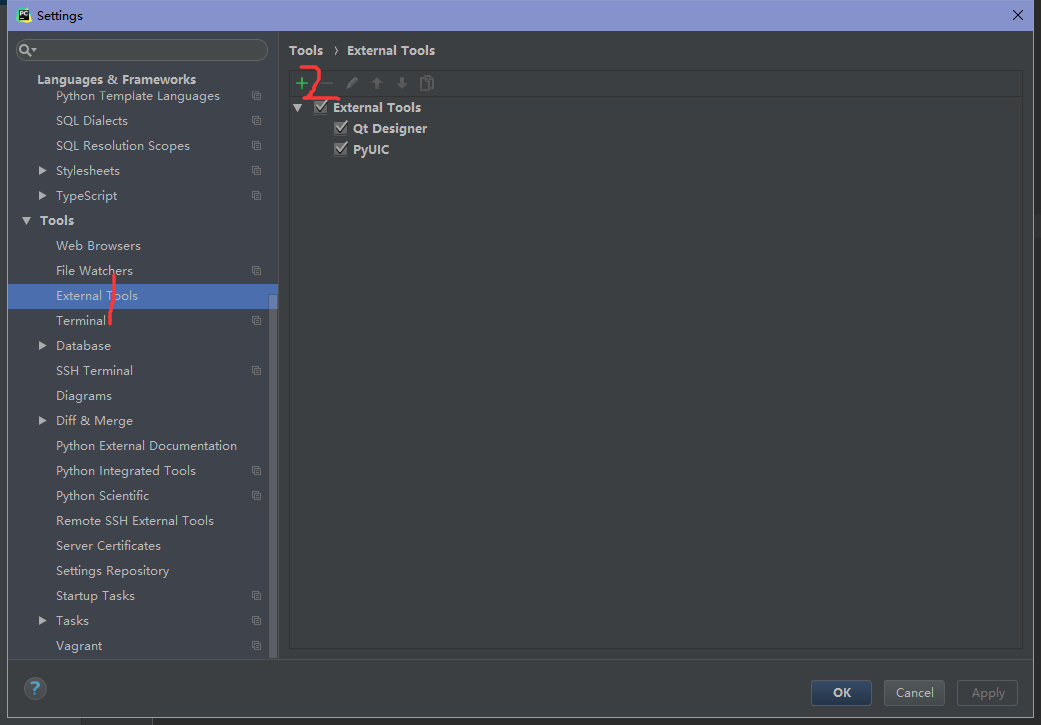 Settings
Tools › External Tools
Languages & Frameworks
Python Template Languages
SQL Dialects
SQL Resolution Scopes
Stylesheets
TypeScript
Tools
Web Browsers
File Watchers
External Tools
1
Terminal
Database
SSH Terminal
Diagrams
Diff & Merge
Python External Documentation
Python Integrated Tools
Python Scientific
Remote SSH External Tools
Server Certificates
Settings Repository
Startup Tasks
Tasks
Vagrant
2
External Tools
Qt Designer
PyUIC
?
OK
Cancel
Apply